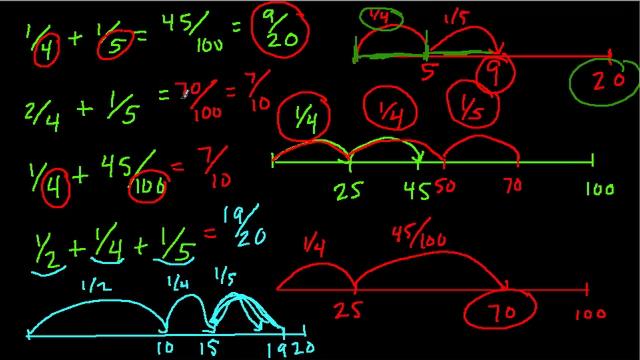 1/4 + 1/5 = 45/100 = 9/20
1/4 1/5
5 9 20
2/4 + 1/5 = 70/100 = 7/10
1/4 1/4 1/5
25 45 50 70 100
1/4 + 45/100 = 7/10
1/2 + 1/4 + 1/5 = 19/20
1/4 45/100
25 70 100
1/2 1/4 1/5
10 15 19 20